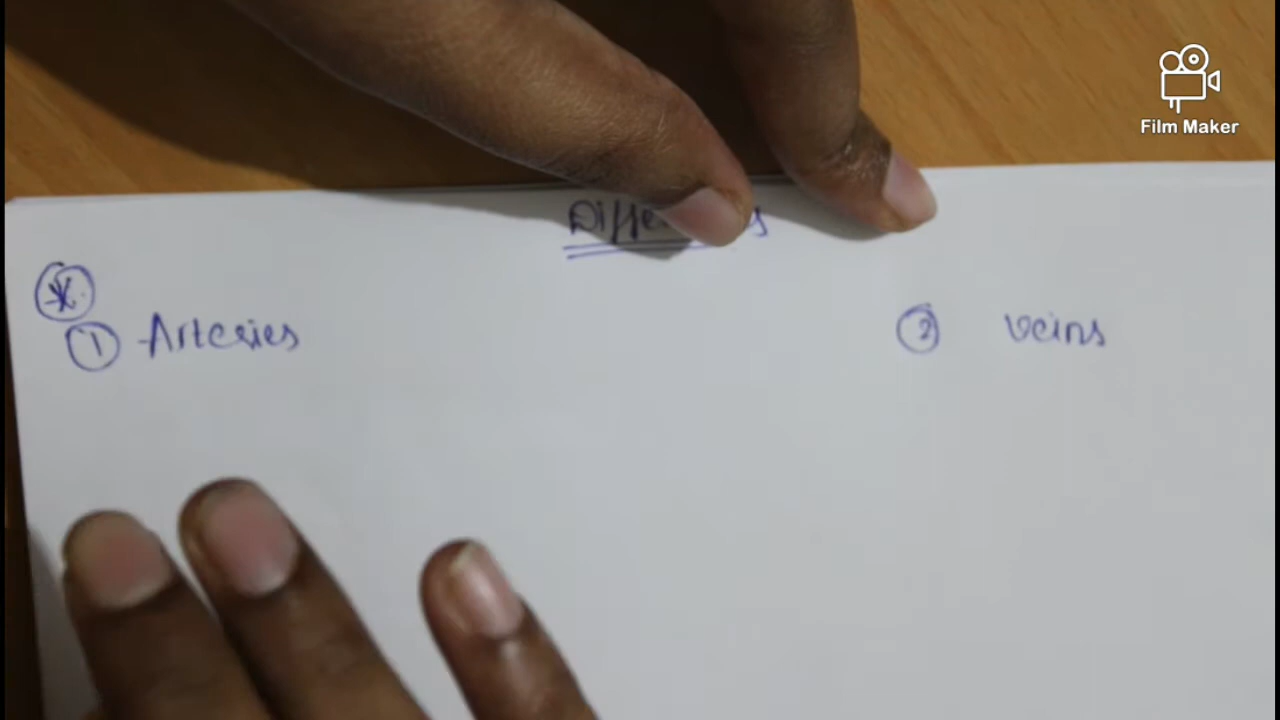 Film Maker
① Arteries ② Veins